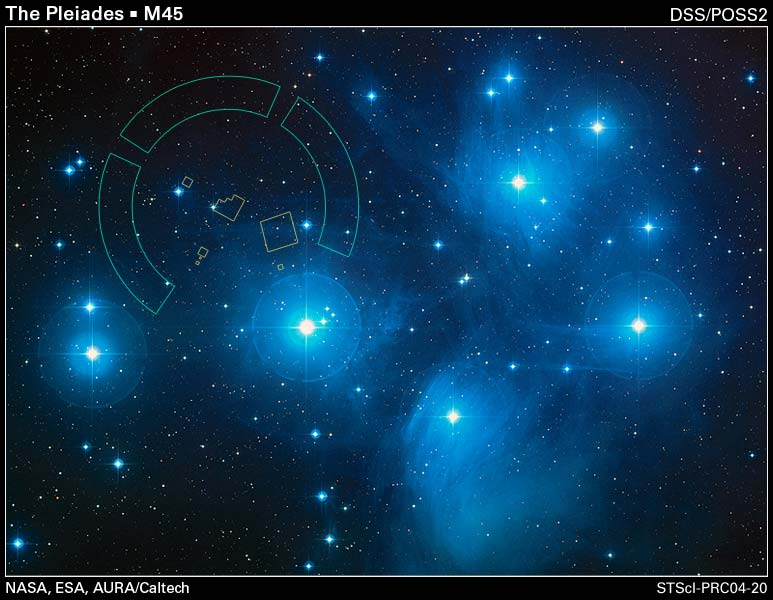 The Pleiades ▪ M45
DSS/POSS2
NASA, ESA, AURA/Caltech
STScI-PRC04-20